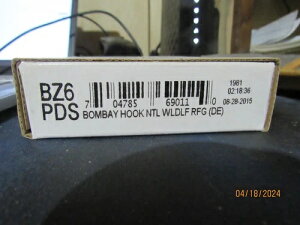 BZ6
PDS
7 04785 69011 0
1981
02:18:36
08-28-2015
BOMBAY HOOK NTL WLDLF RFG (DE)
04/18/2024